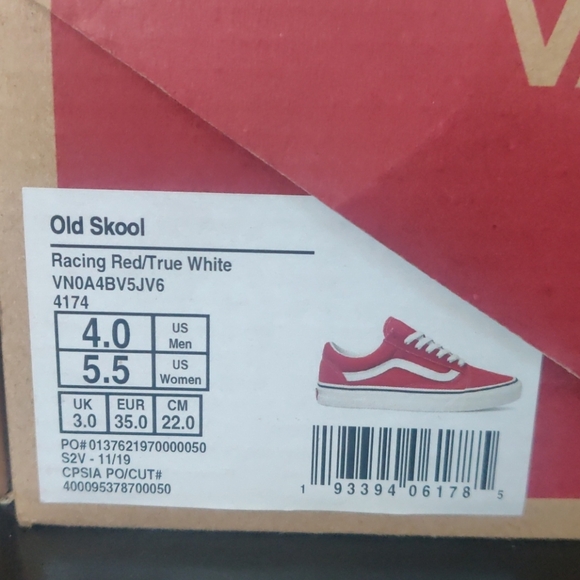 VA
Old Skool
Racing Red/True White
VN0A4BV5JV6
4174
4.0 US Men
5.5 US Women
UK EUR CM
3.0 35.0 22.0
PO#0137621970000050
S2V - 11/19
CPSIA PO/CUT#
400095378700050
1 93394 06178 5